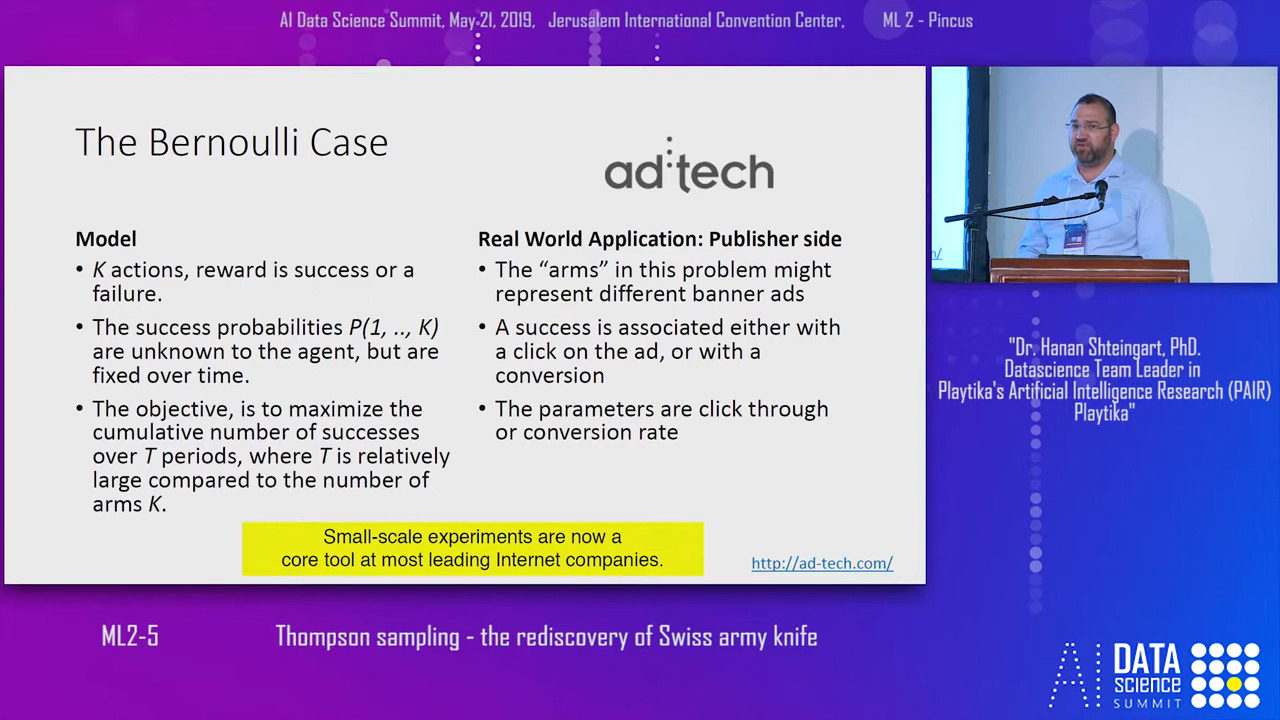 AI Data Science Summit, May 21, 2019, Jerusalem International Convention Center, ML 2 - Pincus
The Bernoulli Case
ad:tech
Model
• K actions, reward is success or a
failure.
• The success probabilities P(1, .., K)
are unknown to the agent, but are
fixed over time.
• The objective, is to maximize the
cumulative number of successes
over T periods, where T is relatively
large compared to the number of
arms K.
Real World Application: Publisher side
• The “arms” in this problem might
represent different banner ads
• A success is associated either with
a click on the ad, or with a
conversion
• The parameters are click through
or conversion rate
Small-scale experiments are now a
core tool at most leading Internet companies.
http://ad-tech.com/
"Dr. Hanan Shteingart, PhD.
Datascience Team Leader in
Playtika's Artificial Intelligence Research (PAIR)
Playtika"
ML2-5
Thompson sampling - the rediscovery of Swiss army knife
AI DATA
SCIENCE
SUMMIT